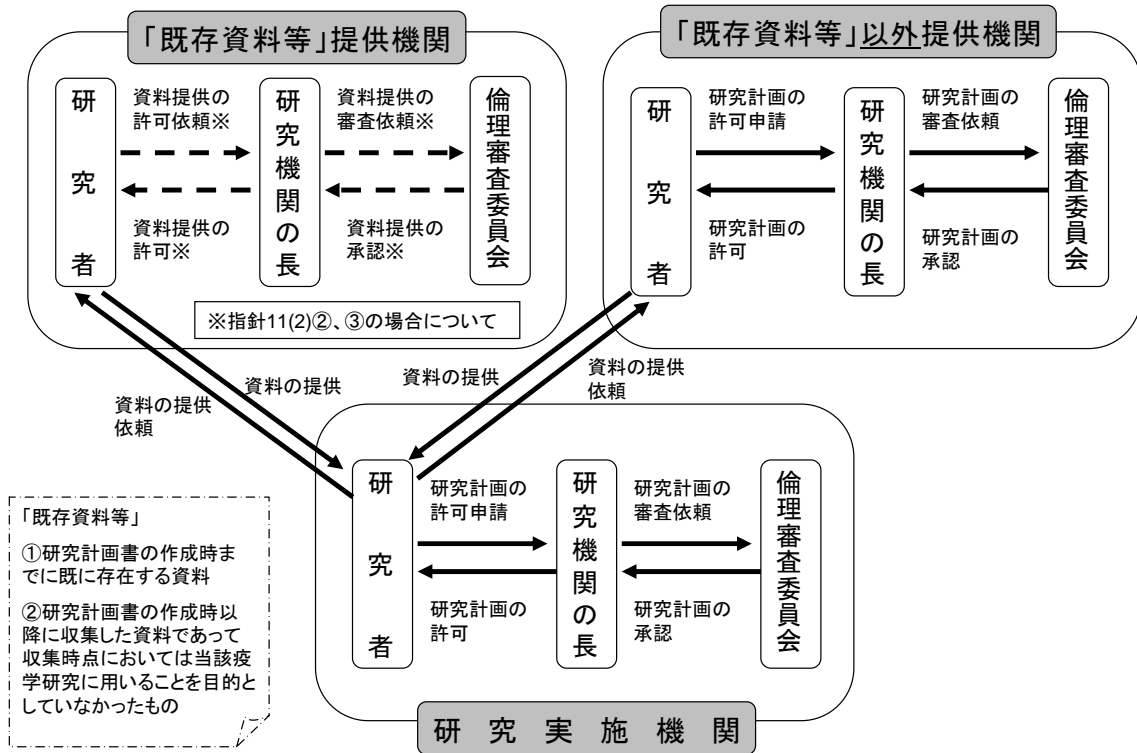 「既存資料等」提供機関
研究者
資料提供の
許可依頼※
資料提供の
許可※
研究機関の長
資料提供の
審査依頼※
資料提供の
承認※
倫理審査委員会
※指針11(2)②、③の場合について
「既存資料等」以外提供機関
研究者
研究計画の
許可申請
研究計画の
許可
研究機関の長
研究計画の
審査依頼
研究計画の
承認
倫理審査委員会
資料の提供
資料の提供
依頼
資料の提供
資料の提供
依頼
研究者
研究計画の
許可申請
研究計画の
許可
研究機関の長
研究計画の
審査依頼
研究計画の
承認
倫理審査委員会
研究実施機関
「既存資料等」
①研究計画書の作成時ま
でに既に存在する資料
②研究計画書の作成時以
降に収集した資料であって
収集時点においては当該疫
学研究に用いることを目的と
していなかったもの